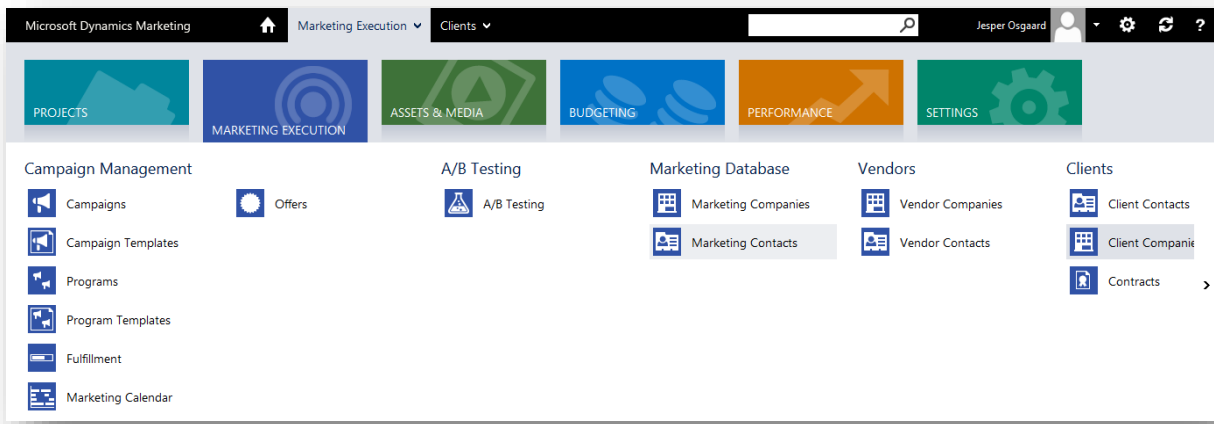 Microsoft Dynamics Marketing
Marketing Execution
Clients
Jesper Osgaard
?
PROJECTS
MARKETING EXECUTION
ASSETS & MEDIA
BUDGETING
PERFORMANCE
SETTINGS
Campaign Management
Campaigns
Campaign Templates
Programs
Program Templates
Fulfillment
Marketing Calendar
Offers
A/B Testing
A/B Testing
Marketing Database
Marketing Companies
Marketing Contacts
Vendors
Vendor Companies
Vendor Contacts
Clients
Client Contacts
Client Companie
Contracts